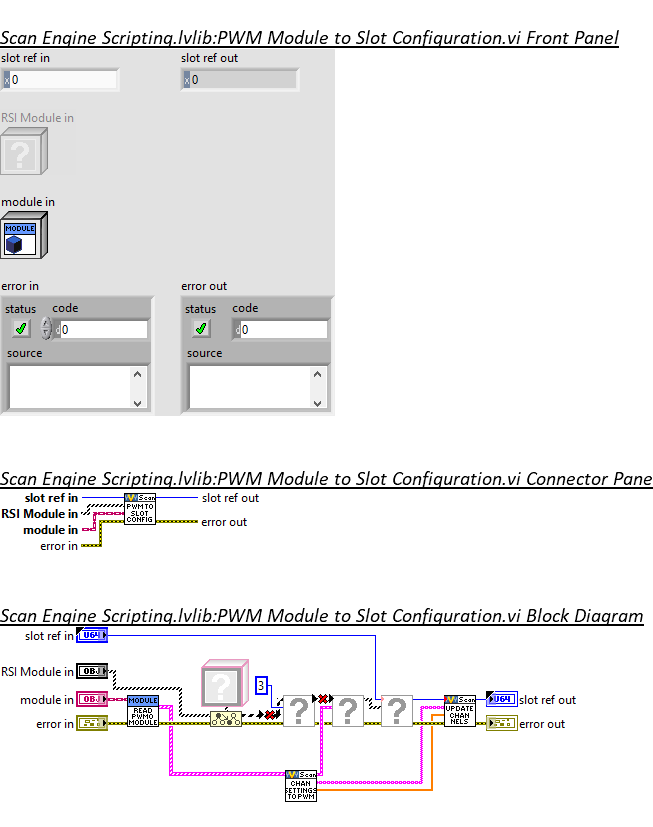 Scan Engine Scripting.lvlib:PWM Module to Slot Configuration.vi Front Panel
slot ref in slot ref out
x 0 x 0
RSI Module in
?
module in
MODULE
error in error out
status code status code
d 0 d 0
source source
Scan Engine Scripting.lvlib:PWM Module to Slot Configuration.vi Connector Pane
slot ref in Scan slot ref out
RSI Module in PWM TO
module in SLOT
CONFIG error out
error in
Scan Engine Scripting.lvlib:PWM Module to Slot Configuration.vi Block Diagram
slot ref in U64
RSI Module in OBJ
?
3
module in OBJ MODULE ? ? ? Scan U64 slot ref out
error in READ UPDATE error out
PWMO CHAN
MODULE NELS
Scan
CHAN
SETTINGS
TO PWM